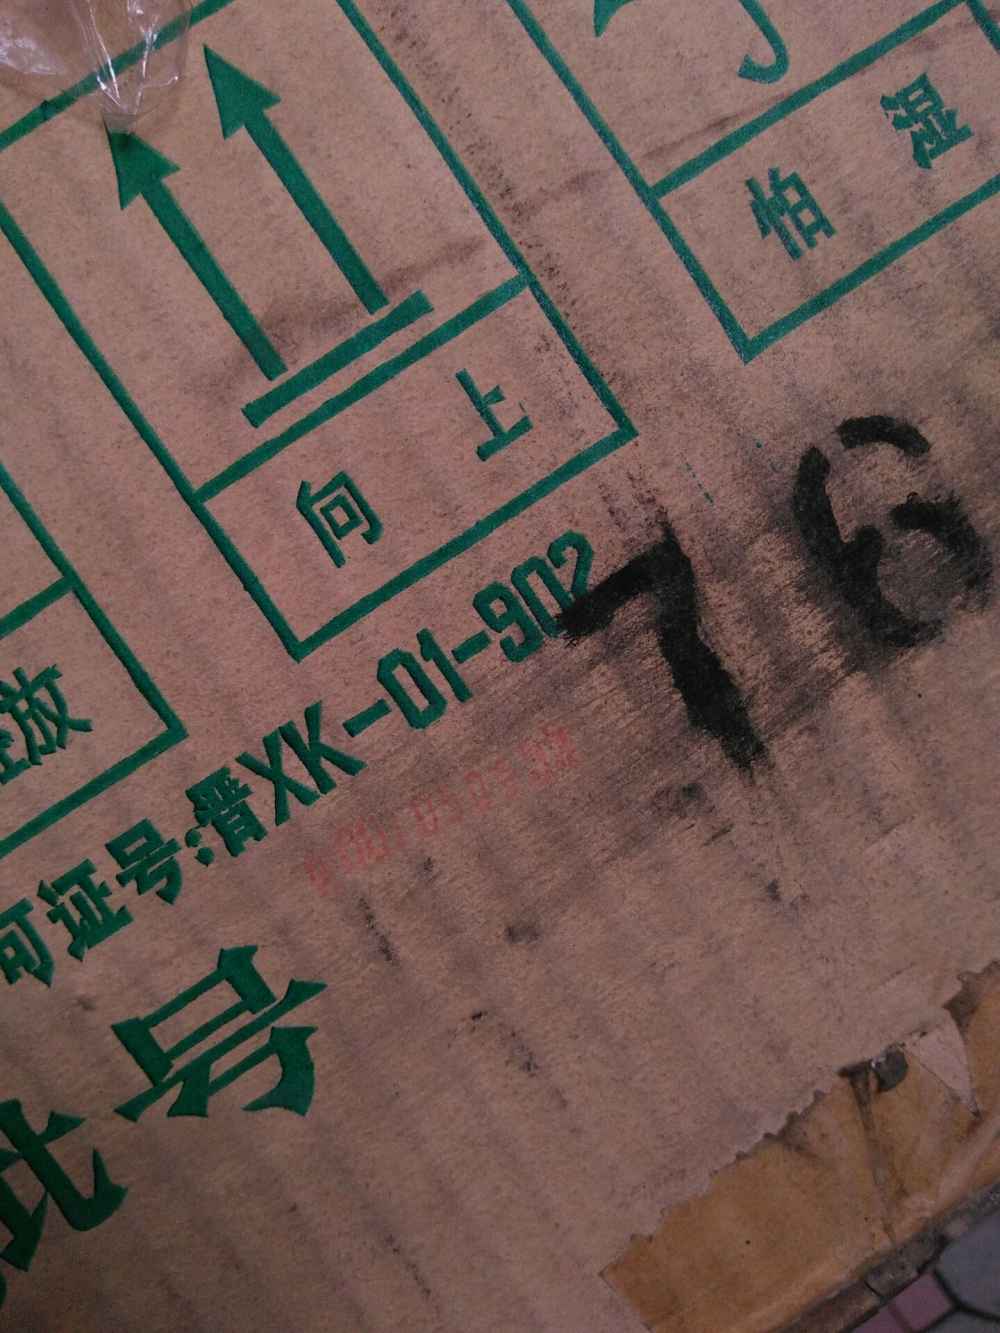 怕 湿
向 上
放
可证号:晋XK-01-902
76
号